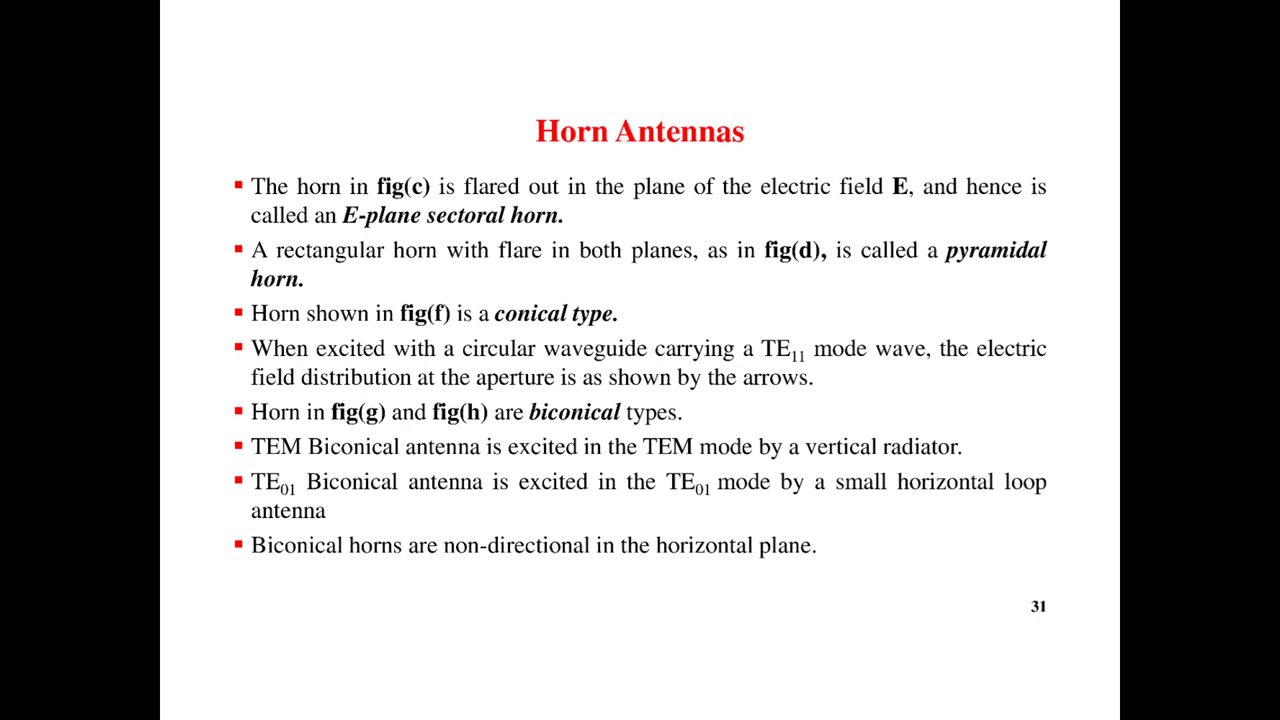 Horn Antennas
▪ The horn in fig(c) is flared out in the plane of the electric field E, and hence is
called an E-plane sectoral horn.
▪ A rectangular horn with flare in both planes, as in fig(d), is called a pyramidal
horn.
▪ Horn shown in fig(f) is a conical type.
▪ When excited with a circular waveguide carrying a TE₁₁ mode wave, the electric
field distribution at the aperture is as shown by the arrows.
▪ Horn in fig(g) and fig(h) are biconical types.
▪ TEM Biconical antenna is excited in the TEM mode by a vertical radiator.
▪ TE₀₁ Biconical antenna is excited in the TE₀₁ mode by a small horizontal loop
antenna
▪ Biconical horns are non-directional in the horizontal plane.
31